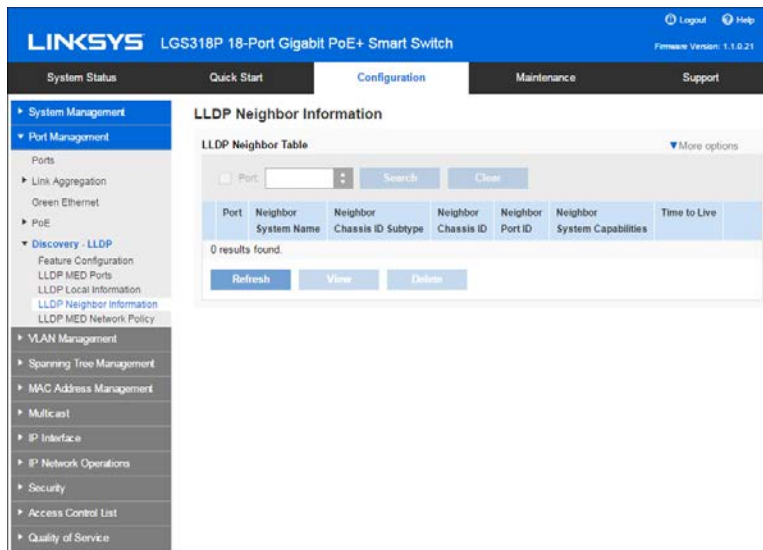 Logout Help
LINKSYS LGS318P 18-Port Gigabit PoE+ Smart Switch
Firmware Version: 1.1.0.21
System Status Quick Start Configuration Maintenance Support
System Management
Port Management
Ports
Link Aggregation
Green Ethernet
PoE
Discovery - LLDP
Feature Configuration
LLDP MED Ports
LLDP Local Information
LLDP Neighbor Information
LLDP MED Network Policy
VLAN Management
Spanning Tree Management
MAC Address Management
Multicast
IP Interface
IP Network Operations
Security
Access Control List
Quality of Service
LLDP Neighbor Information
LLDP Neighbor Table More options
Port Search Clear
Port Neighbor Neighbor Neighbor Neighbor Neighbor Time to Live
System Name Chassis ID Subtype Chassis ID Port ID System Capabilities
0 results found.
Refresh View Delete